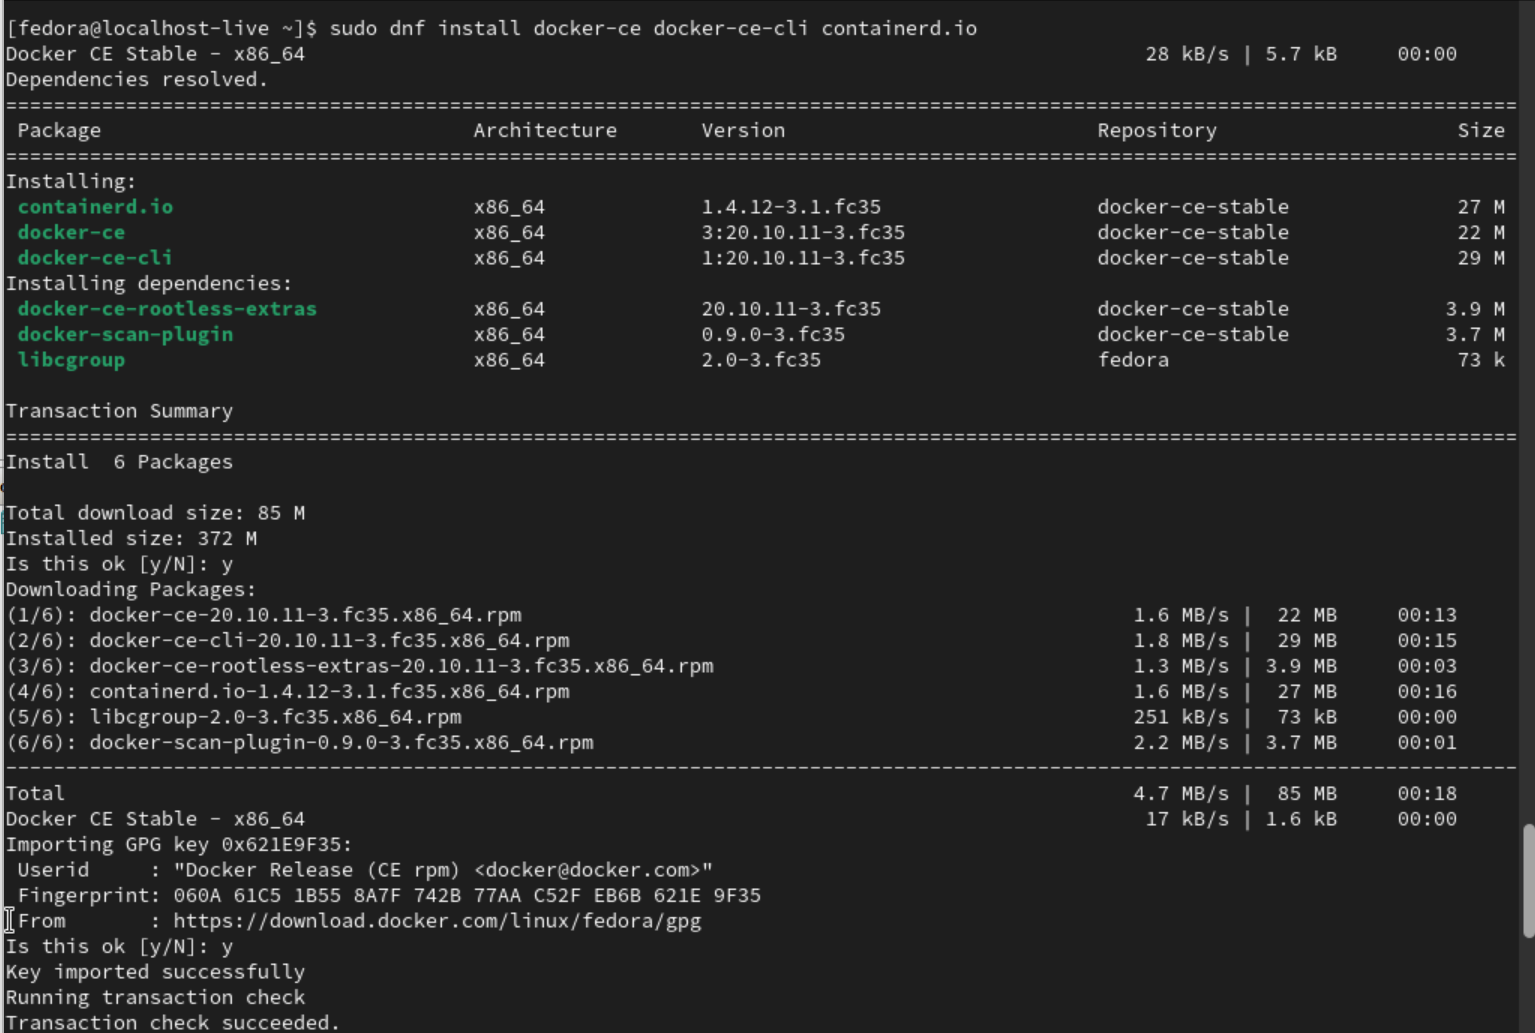 [fedora@localhost-live ~]$ sudo dnf install docker-ce docker-ce-cli containerd.io
Docker CE Stable - x86_64 28 kB/s | 5.7 kB 00:00
Dependencies resolved.
================================================================================
Package Architecture Version Repository Size
================================================================================
Installing:
containerd.io x86_64 1.4.12-3.1.fc35 docker-ce-stable 27 M
docker-ce x86_64 3:20.10.11-3.fc35 docker-ce-stable 22 M
docker-ce-cli x86_64 1:20.10.11-3.fc35 docker-ce-stable 29 M
Installing dependencies:
docker-ce-rootless-extras x86_64 20.10.11-3.fc35 docker-ce-stable 3.9 M
docker-scan-plugin x86_64 0.9.0-3.fc35 docker-ce-stable 3.7 M
libcgroup x86_64 2.0-3.fc35 fedora 73 k
Transaction Summary
================================================================================
Install 6 Packages
Total download size: 85 M
Installed size: 372 M
Is this ok [y/N]: y
Downloading Packages:
(1/6): docker-ce-20.10.11-3.fc35.x86_64.rpm 1.6 MB/s | 22 MB 00:13
(2/6): docker-ce-cli-20.10.11-3.fc35.x86_64.rpm 1.8 MB/s | 29 MB 00:15
(3/6): docker-ce-rootless-extras-20.10.11-3.fc35.x86_64.rpm 1.3 MB/s | 3.9 MB 00:03
(4/6): containerd.io-1.4.12-3.1.fc35.x86_64.rpm 1.6 MB/s | 27 MB 00:16
(5/6): libcgroup-2.0-3.fc35.x86_64.rpm 251 kB/s | 73 kB 00:00
(6/6): docker-scan-plugin-0.9.0-3.fc35.x86_64.rpm 2.2 MB/s | 3.7 MB 00:01
--------------------------------------------------------------------------------
Total 4.7 MB/s | 85 MB 00:18
Docker CE Stable - x86_64 17 kB/s | 1.6 kB 00:00
Importing GPG key 0x621E9F35:
Userid : "Docker Release (CE rpm) <docker@docker.com>"
Fingerprint: 060A 61C5 1B55 8A7F 742B 77AA C52F EB6B 621E 9F35
From : https://download.docker.com/linux/fedora/gpg
Is this ok [y/N]: y
Key imported successfully
Running transaction check
Transaction check succeeded.